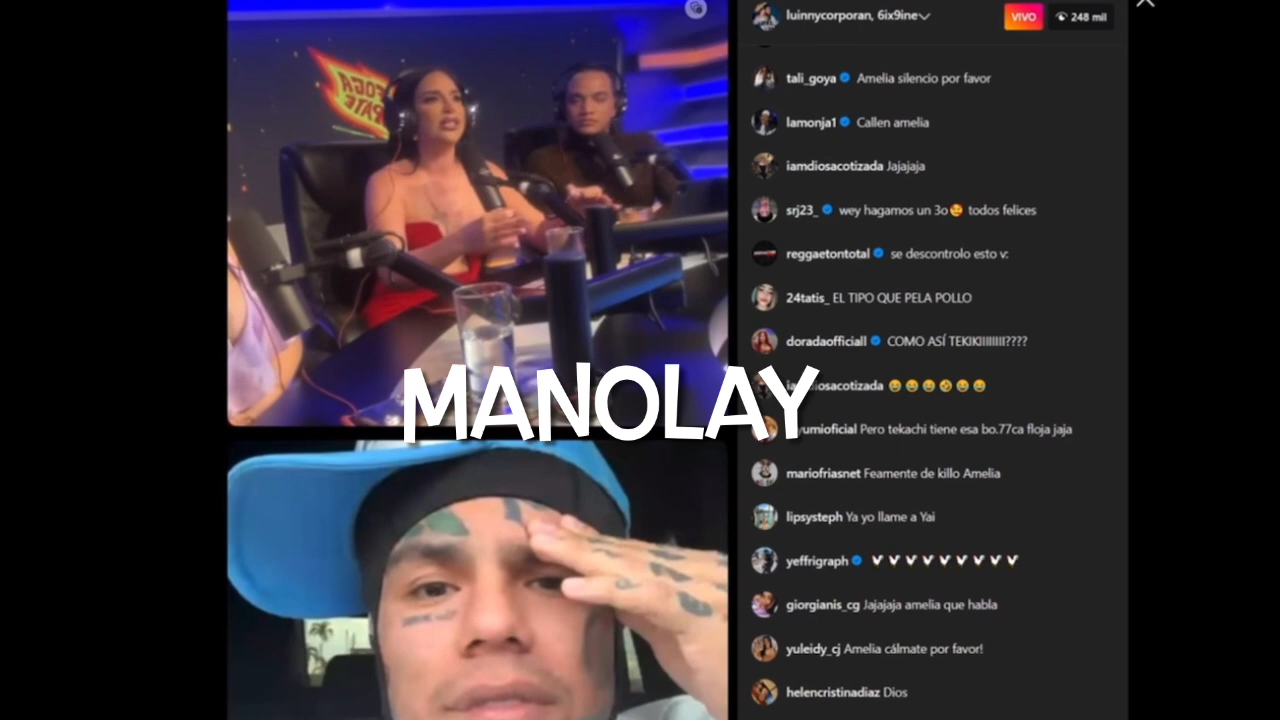 luinnycorporan, 6ix9ine
VIVO
248 mil
tali_goya Amelia silencio por favor
lamonja1 Callen amelia
iamdiosacotizada Jajajaja
srj23_ wey hagamos un 3o🤩 todos felices
reggaetontotal se descontrolo esto v:
24tatis_ EL TIPO QUE PELA POLLO
doradaofficiall COMO ASÍ TEKIKIIIIIIII????
MANOLAY
osacotizada 😂😂😂🤣😂😂
yumioficial Pero tekachi tiene esa bo.77ca floja jaja
mariofriasnet Feamente de killo Amelia
lipsysteph Ya yo llame a Yai
yeffrigraph 🕊🕊🕊🕊🕊🕊🕊🕊🕊
giorgianis_cg Jajajaja amelia que habla
yuleidy_cj Amelia cálmate por favor!
helencristinadiaz Dios